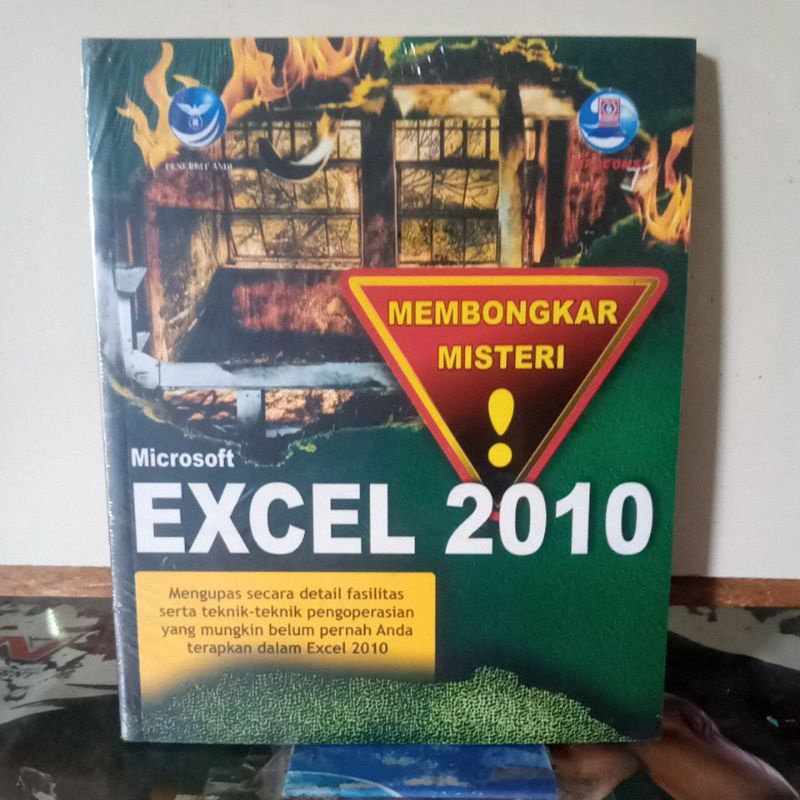 PENERBIT ANDI
MEMBONGKAR
MISTERI
!
Microsoft
EXCEL 2010
Mengupas secara detail fasilitas
serta teknik-teknik pengoperasian
yang mungkin belum pernah Anda
terapkan dalam Excel 2010